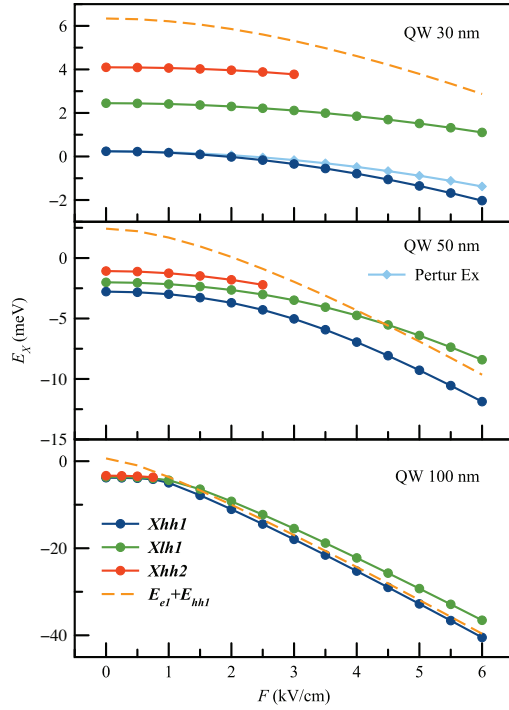 QW 30 nm
6
4
2
0
−2
QW 50 nm
Pertur Ex
0
−5
−10
−15
E_X (meV)
QW 100 nm
0
−20
−40
Xhh1
Xlh1
Xhh2
E_e1+E_hh1
0 1 2 3 4 5 6
F (kV/cm)